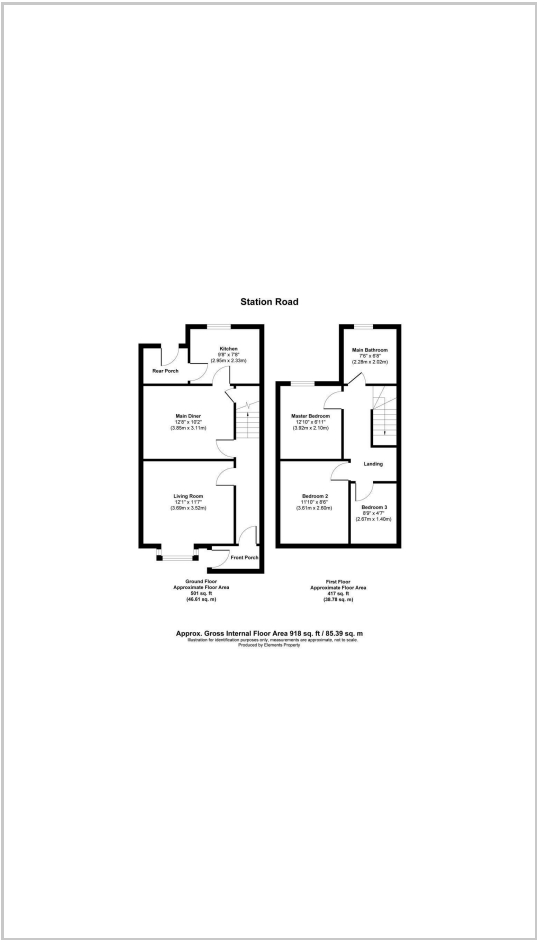 Station Road
Kitchen
9'8" x 7'8"
(2.95m x 2.33m)
Rear Porch
Main Diner
12'8" x 10'2"
(3.85m x 3.11m)
Living Room
12'1" x 11'7"
(3.69m x 3.52m)
Front Porch
Ground Floor
Approximate Floor Area
501 sq. ft
(46.61 sq. m)
Main Bathroom
7'6" x 6'8"
(2.28m x 2.02m)
Master Bedroom
12'10" x 6'11"
(3.92m x 2.10m)
Landing
Bedroom 2
11'10" x 8'6"
(3.61m x 2.60m)
Bedroom 3
8'9" x 4'7"
(2.67m x 1.40m)
First Floor
Approximate Floor Area
417 sq. ft
(38.78 sq. m)
Approx. Gross Internal Floor Area 918 sq. ft / 85.39 sq. m
Illustration for identification purposes only, measurements are approximate, not to scale.
Produced by Elements Property